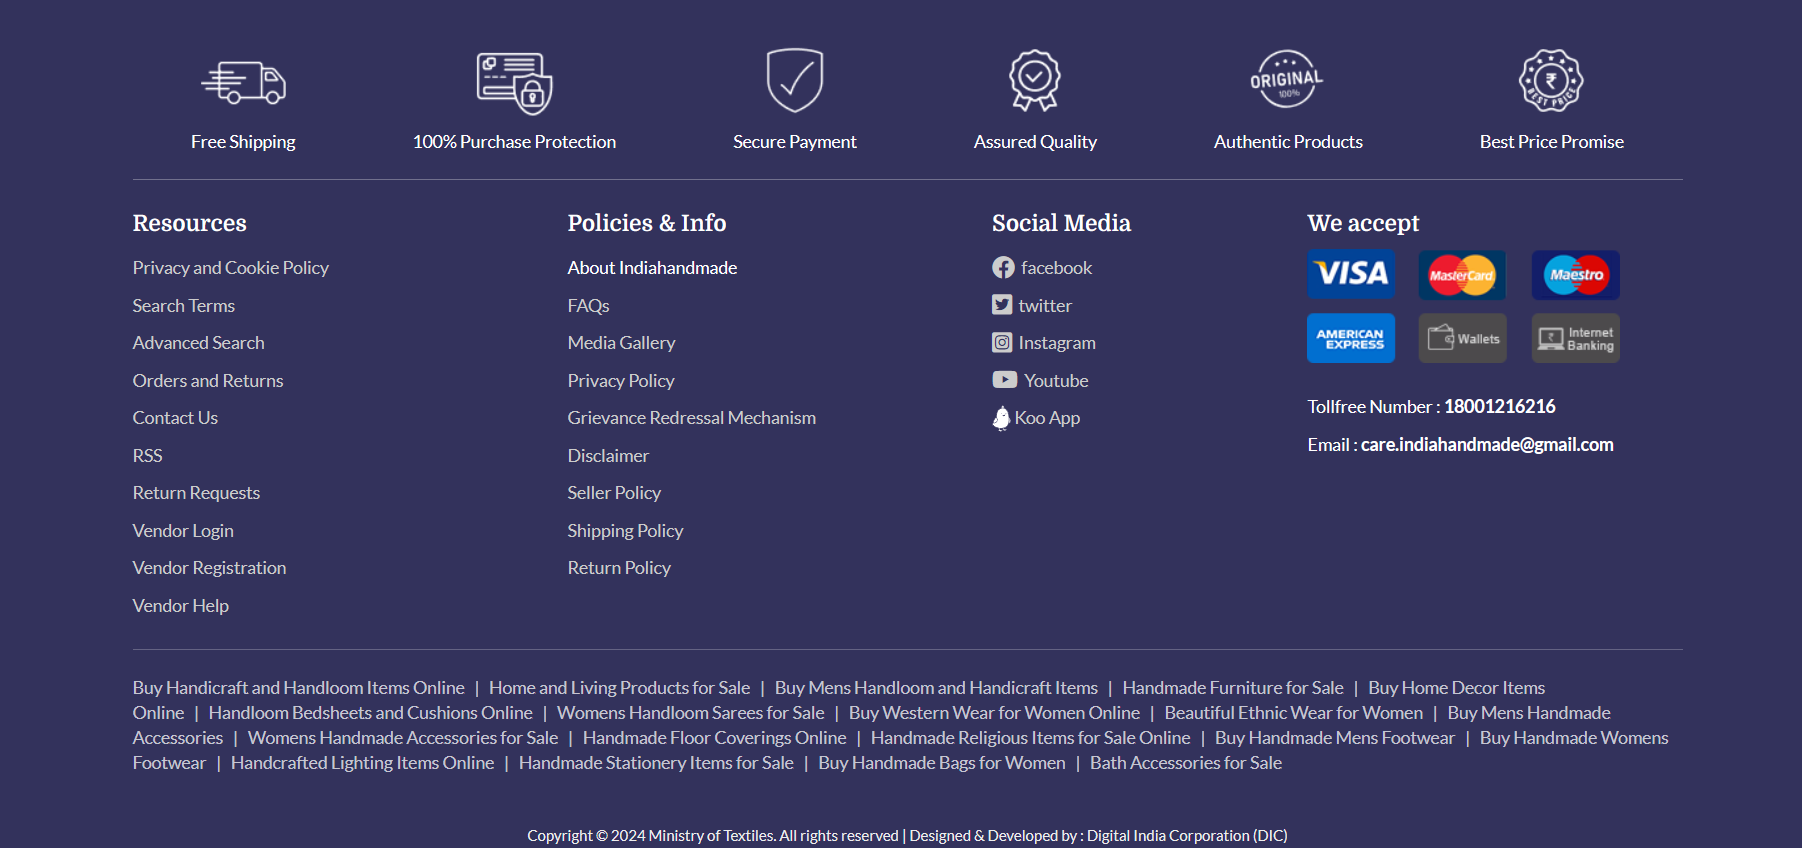 ORIGINAL
100%
₹
BEST PRICE
Free Shipping
100% Purchase Protection
Secure Payment
Assured Quality
Authentic Products
Best Price Promise
Resources
Privacy and Cookie Policy
Search Terms
Advanced Search
Orders and Returns
Contact Us
RSS
Return Requests
Vendor Login
Vendor Registration
Vendor Help
Policies & Info
About Indiahandmade
FAQs
Media Gallery
Privacy Policy
Grievance Redressal Mechanism
Disclaimer
Seller Policy
Shipping Policy
Return Policy
Social Media
facebook
twitter
Instagram
Youtube
Koo App
We accept
VISA
MasterCard
Maestro
AMERICAN
EXPRESS
Wallets
₹
Internet
Banking
Tollfree Number : 18001216216
Email : care.indiahandmade@gmail.com
Buy Handicraft and Handloom Items Online | Home and Living Products for Sale | Buy Mens Handloom and Handicraft Items | Handmade Furniture for Sale | Buy Home Decor Items
Online | Handloom Bedsheets and Cushions Online | Womens Handloom Sarees for Sale | Buy Western Wear for Women Online | Beautiful Ethnic Wear for Women | Buy Mens Handmade
Accessories | Womens Handmade Accessories for Sale | Handmade Floor Coverings Online | Handmade Religious Items for Sale Online | Buy Handmade Mens Footwear | Buy Handmade Womens
Footwear | Handcrafted Lighting Items Online | Handmade Stationery Items for Sale | Buy Handmade Bags for Women | Bath Accessories for Sale
Copyright © 2024 Ministry of Textiles. All rights reserved | Designed & Developed by : Digital India Corporation (DIC)